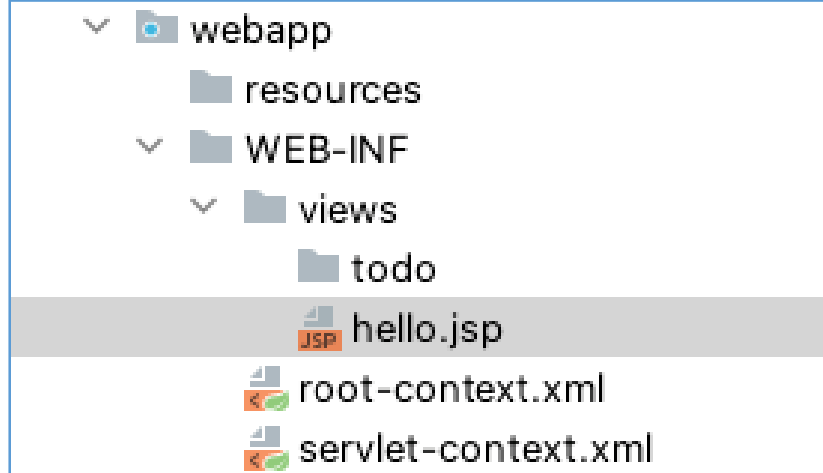 webapp
resources
WEB-INF
views
todo
JSP hello.jsp
root-context.xml
servlet-context.xml